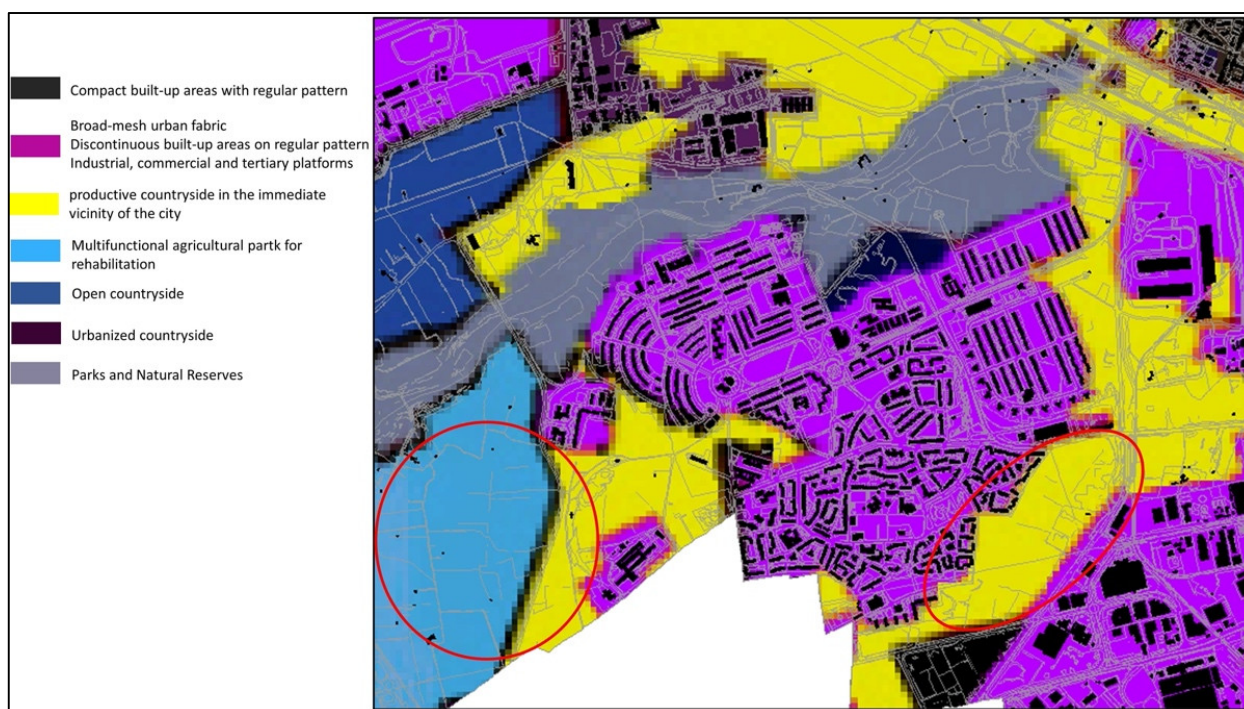 Compact built-up areas with regular pattern
Broad-mesh urban fabric
Discontinuous built-up areas on regular pattern
Industrial, commercial and tertiary platforms
productive countryside in the immediate
vicinity of the city
Multifunctional agricultural partk for
rehabilitation
Open countryside
Urbanized countryside
Parks and Natural Reserves